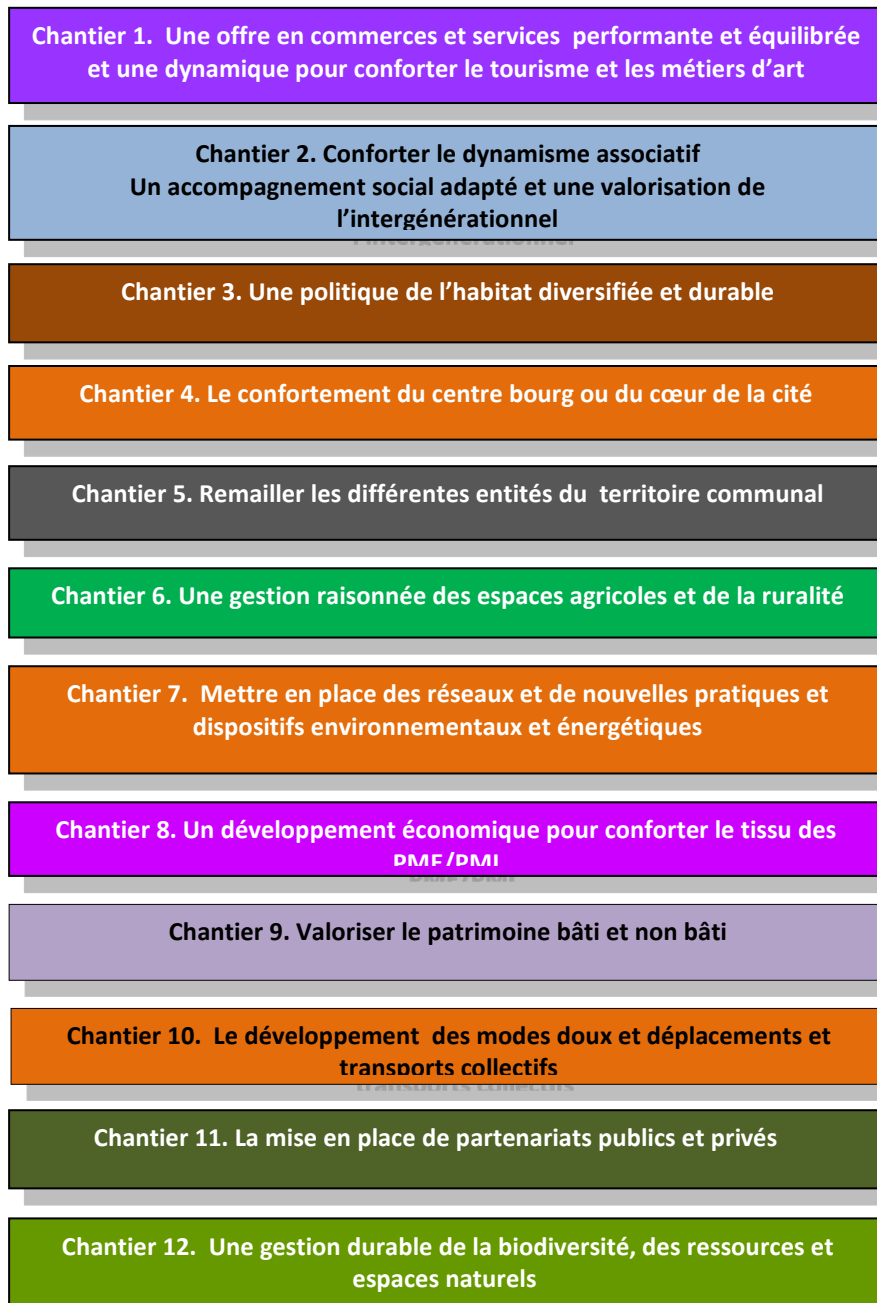 Chantier 1. Une offre en commerces et services performante et équilibrée
et une dynamique pour conforter le tourisme et les métiers d'art
Chantier 2. Conforter le dynamisme associatif
Un accompagnement social adapté et une valorisation de
l'intergénérationnel
Chantier 3. Une politique de l'habitat diversifiée et durable
Chantier 4. Le confortement du centre bourg ou du cœur de la cité
Chantier 5. Remailler les différentes entités du territoire communal
Chantier 6. Une gestion raisonnée des espaces agricoles et de la ruralité
Chantier 7. Mettre en place des réseaux et de nouvelles pratiques et
dispositifs environnementaux et énergétiques
Chantier 8. Un développement économique pour conforter le tissu des
PME/PMI
Chantier 9. Valoriser le patrimoine bâti et non bâti
Chantier 10. Le développement des modes doux et déplacements et
transports collectifs
Chantier 11. La mise en place de partenariats publics et privés
Chantier 12. Une gestion durable de la biodiversité, des ressources et
espaces naturels